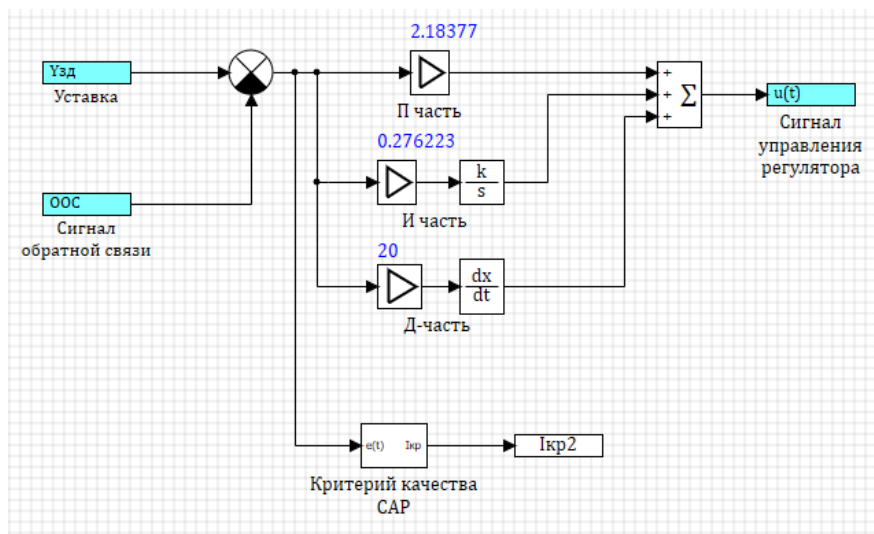 2.18377
Yзд
Уставка
П часть
+
+
+
Σ
u(t)
Сигнал
управления
регулятора
0.276223
k
s
И часть
ООС
Сигнал
обратной связи
20
dx
dt
Д-часть
e(t) Iкр
Iкр2
Критерий качества
САР